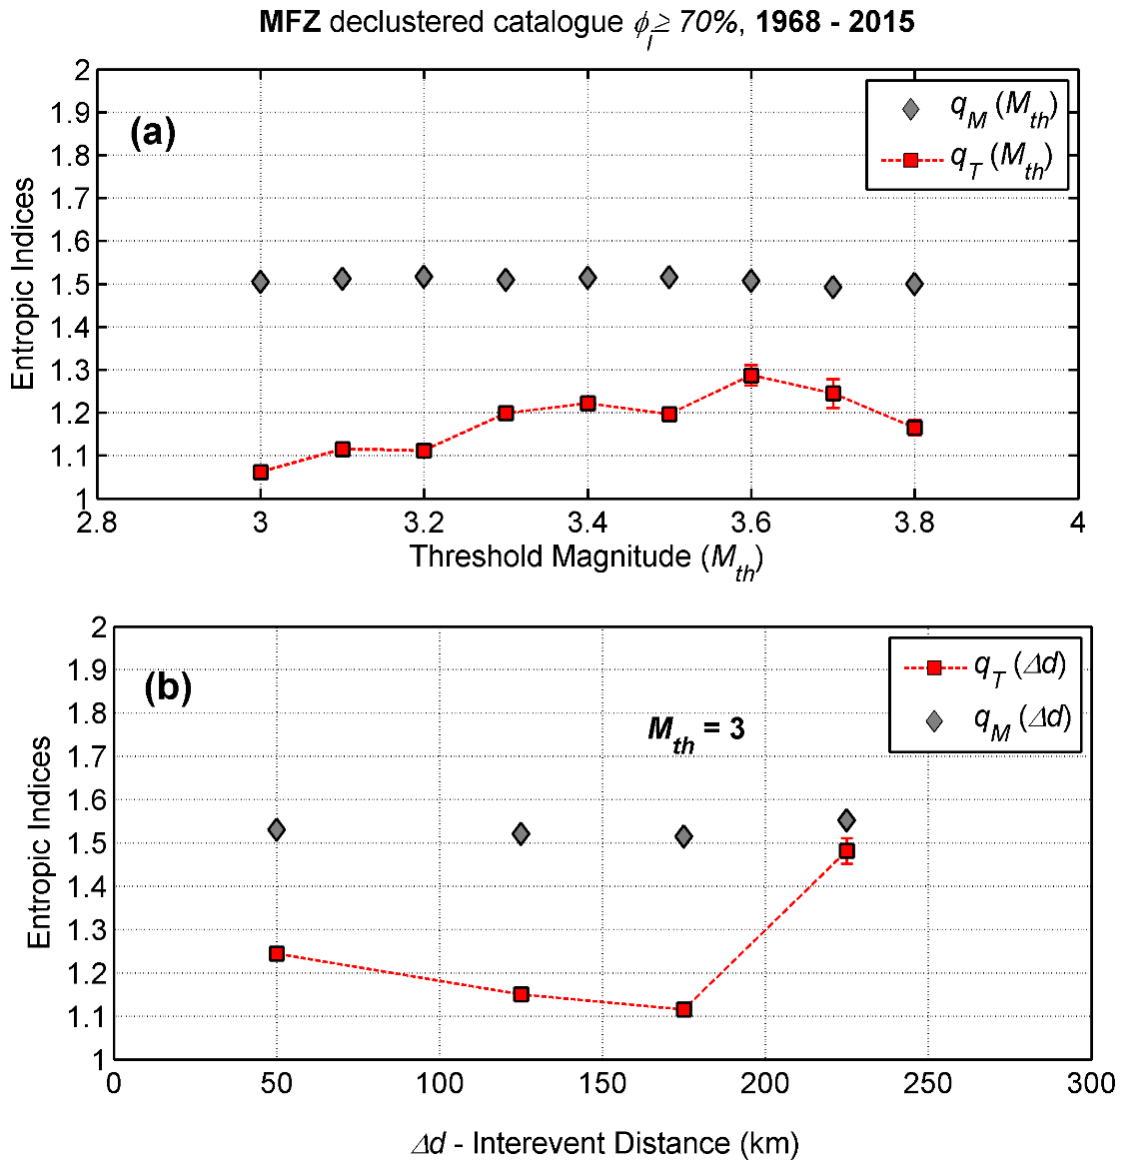 MFZ declustered catalogue ϕI ≥ 70%, 1968 - 2015
2
1.9
1.8
1.7
1.6
1.5
1.4
1.3
1.2
1.1
1
Entropic Indices
(a)
qM (Mth)
qT (Mth)
2.8 3 3.2 3.4 3.6 3.8 4
Threshold Magnitude (Mth)
2
1.9
1.8
1.7
1.6
1.5
1.4
1.3
1.2
1.1
1
Entropic Indices
(b)
Mth = 3
qT (Δd)
qM (Δd)
0 50 100 150 200 250 300
Δd - Interevent Distance (km)